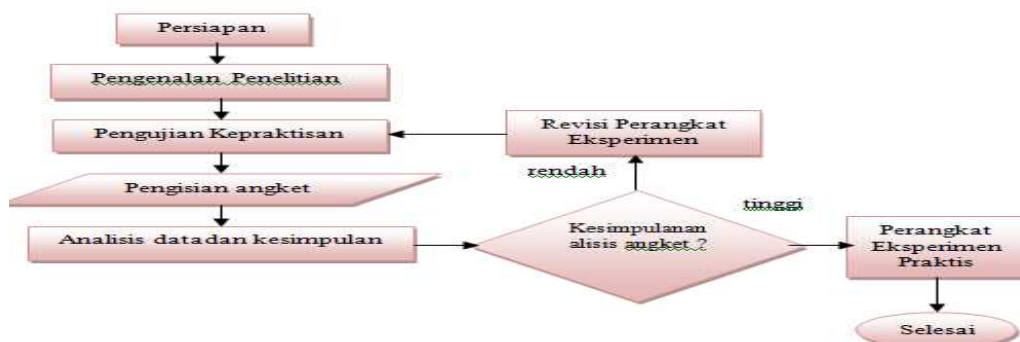 Persiapan
Pengenalan Penelitian
Pengujian Kepraktisan
Pengisian angket
Analisis datadan kesimpulan
Revisi Perangkat
Eksperimen
rendah
Kesimpulanan
alisis angket ?
tinggi
Perangkat
Eksperimen
Praktis
Selesai